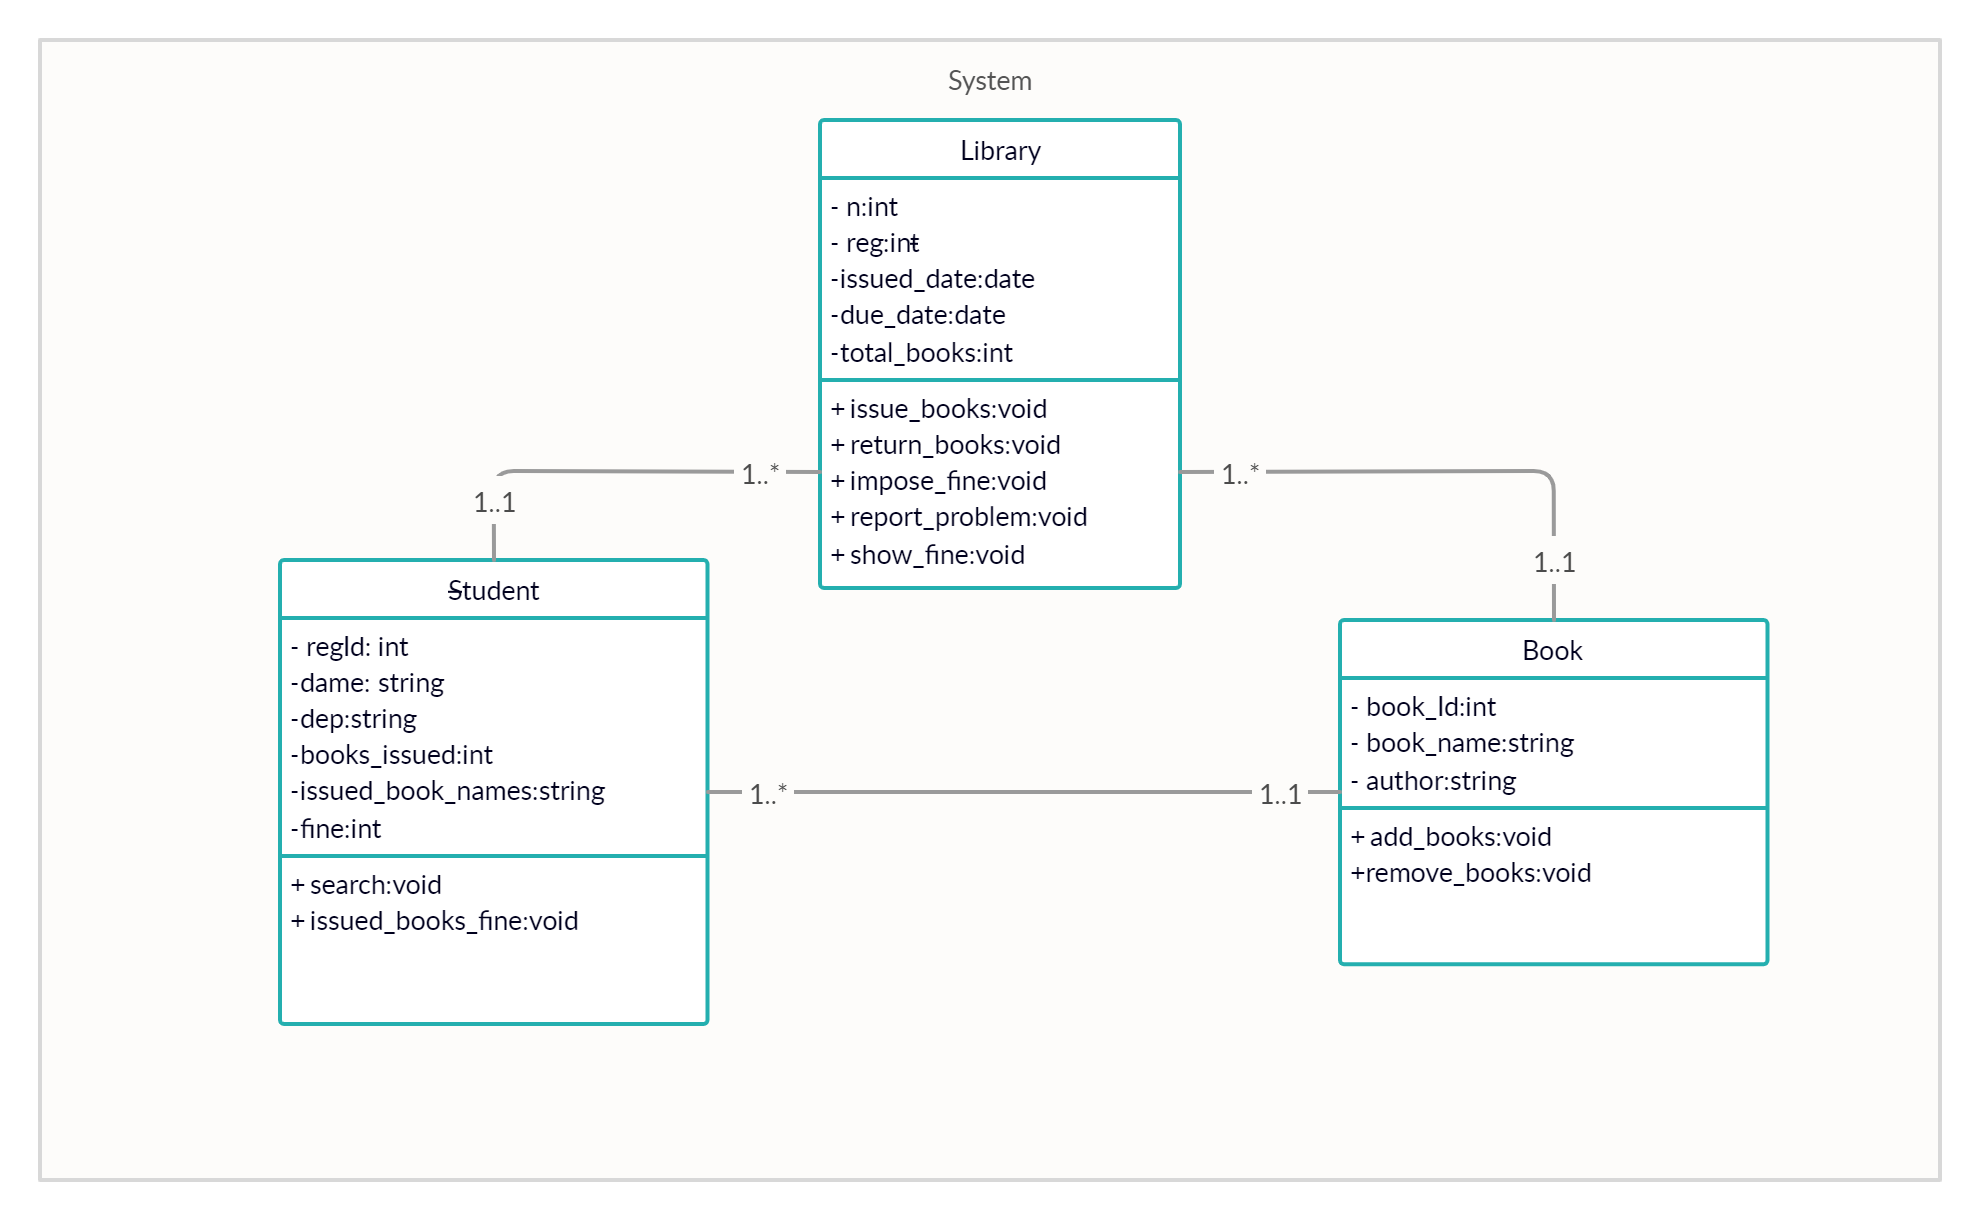 System
Library
- n:int
- reg:int
-issued_date:date
-due_date:date
-total_books:int
+ issue_books:void
+ return_books:void
+ impose_fine:void
+ report_problem:void
+ show_fine:void
1..*
1..*
1..1
1..1
Student
- regId: int
-dame: string
-dep:string
-books_issued:int
-issued_book_names:string
-fine:int
+ search:void
+ issued_books_fine:void
1..*
1..1
Book
- book_Id:int
- book_name:string
- author:string
+ add_books:void
+remove_books:void